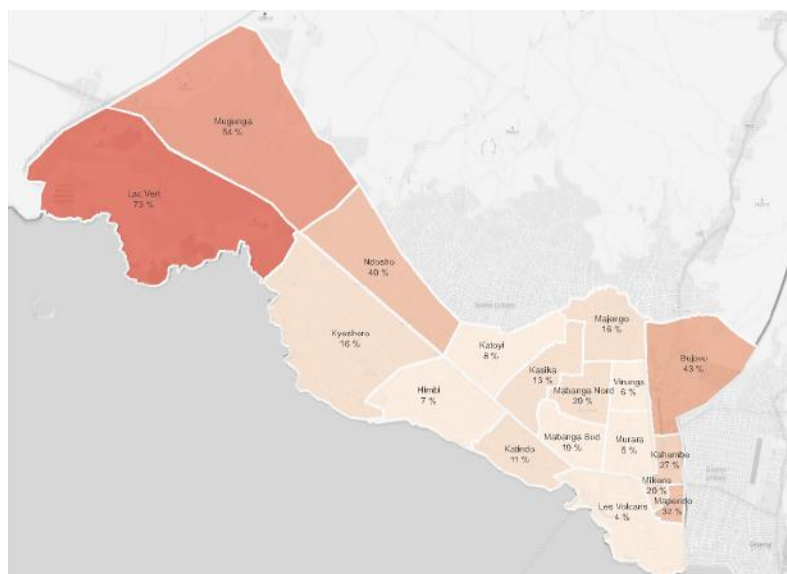 Mugunga
54 %
Lac Vert
73 %
Ndosho
40 %
Kyeshero
16 %
Majengo
16 %
Katoyi
8 %
Bujovu
43 %
Kasika
13 %
Virunga
6 %
Mabanga Nord
20 %
Himbi
7 %
Mabanga Sud
10 %
Murara
5 %
Katindo
11 %
Kahembe
27 %
Mikeno
20 %
Mapendo
32 %
Les Volcans
4 %